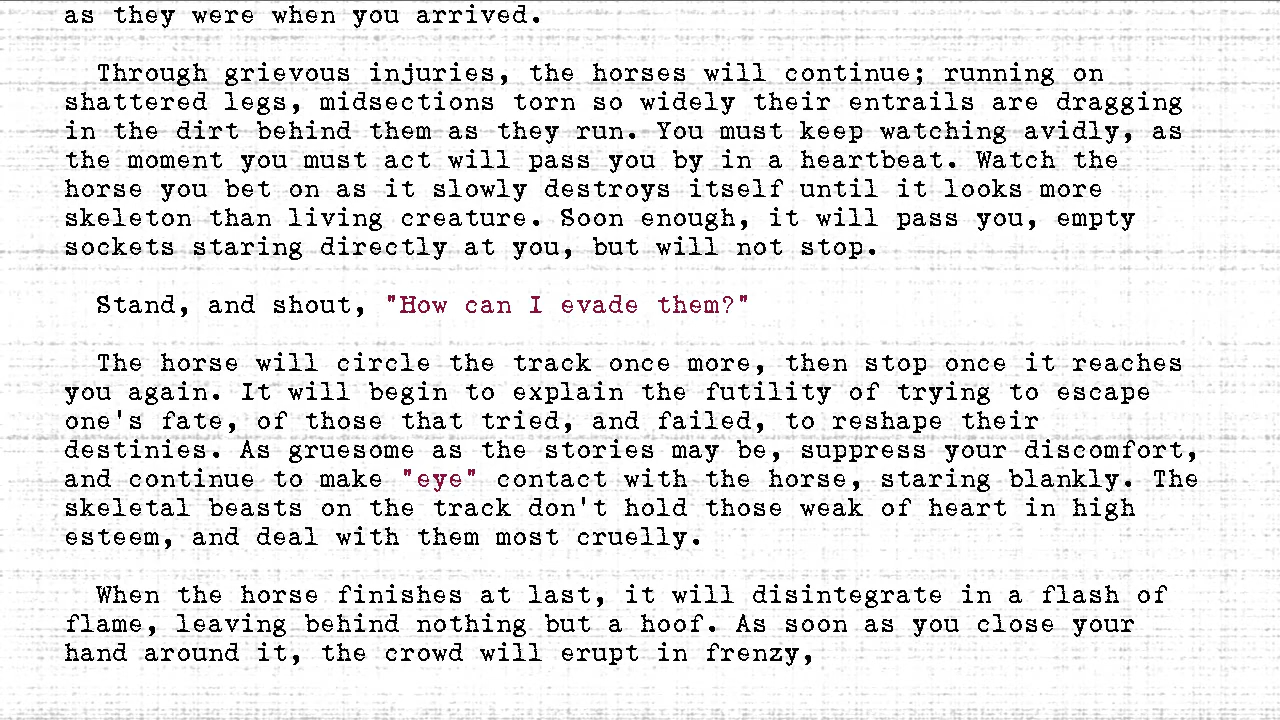 as they were when you arrived.
Through grievous injuries, the horses will continue; running on
shattered legs, midsections torn so widely their entrails are dragging
in the dirt behind them as they run. You must keep watching avidly, as
the moment you must act will pass you by in a heartbeat. Watch the
horse you bet on as it slowly destroys itself until it looks more
skeleton than living creature. Soon enough, it will pass you, empty
sockets staring directly at you, but will not stop.
Stand, and shout, "How can I evade them?"
The horse will circle the track once more, then stop once it reaches
you again. It will begin to explain the futility of trying to escape
one's fate, of those that tried, and failed, to reshape their
destinies. As gruesome as the stories may be, suppress your discomfort,
and continue to make "eye" contact with the horse, staring blankly. The
skeletal beasts on the track don't hold those weak of heart in high
esteem, and deal with them most cruelly.
When the horse finishes at last, it will disintegrate in a flash of
flame, leaving behind nothing but a hoof. As soon as you close your
hand around it, the crowd will erupt in frenzy,